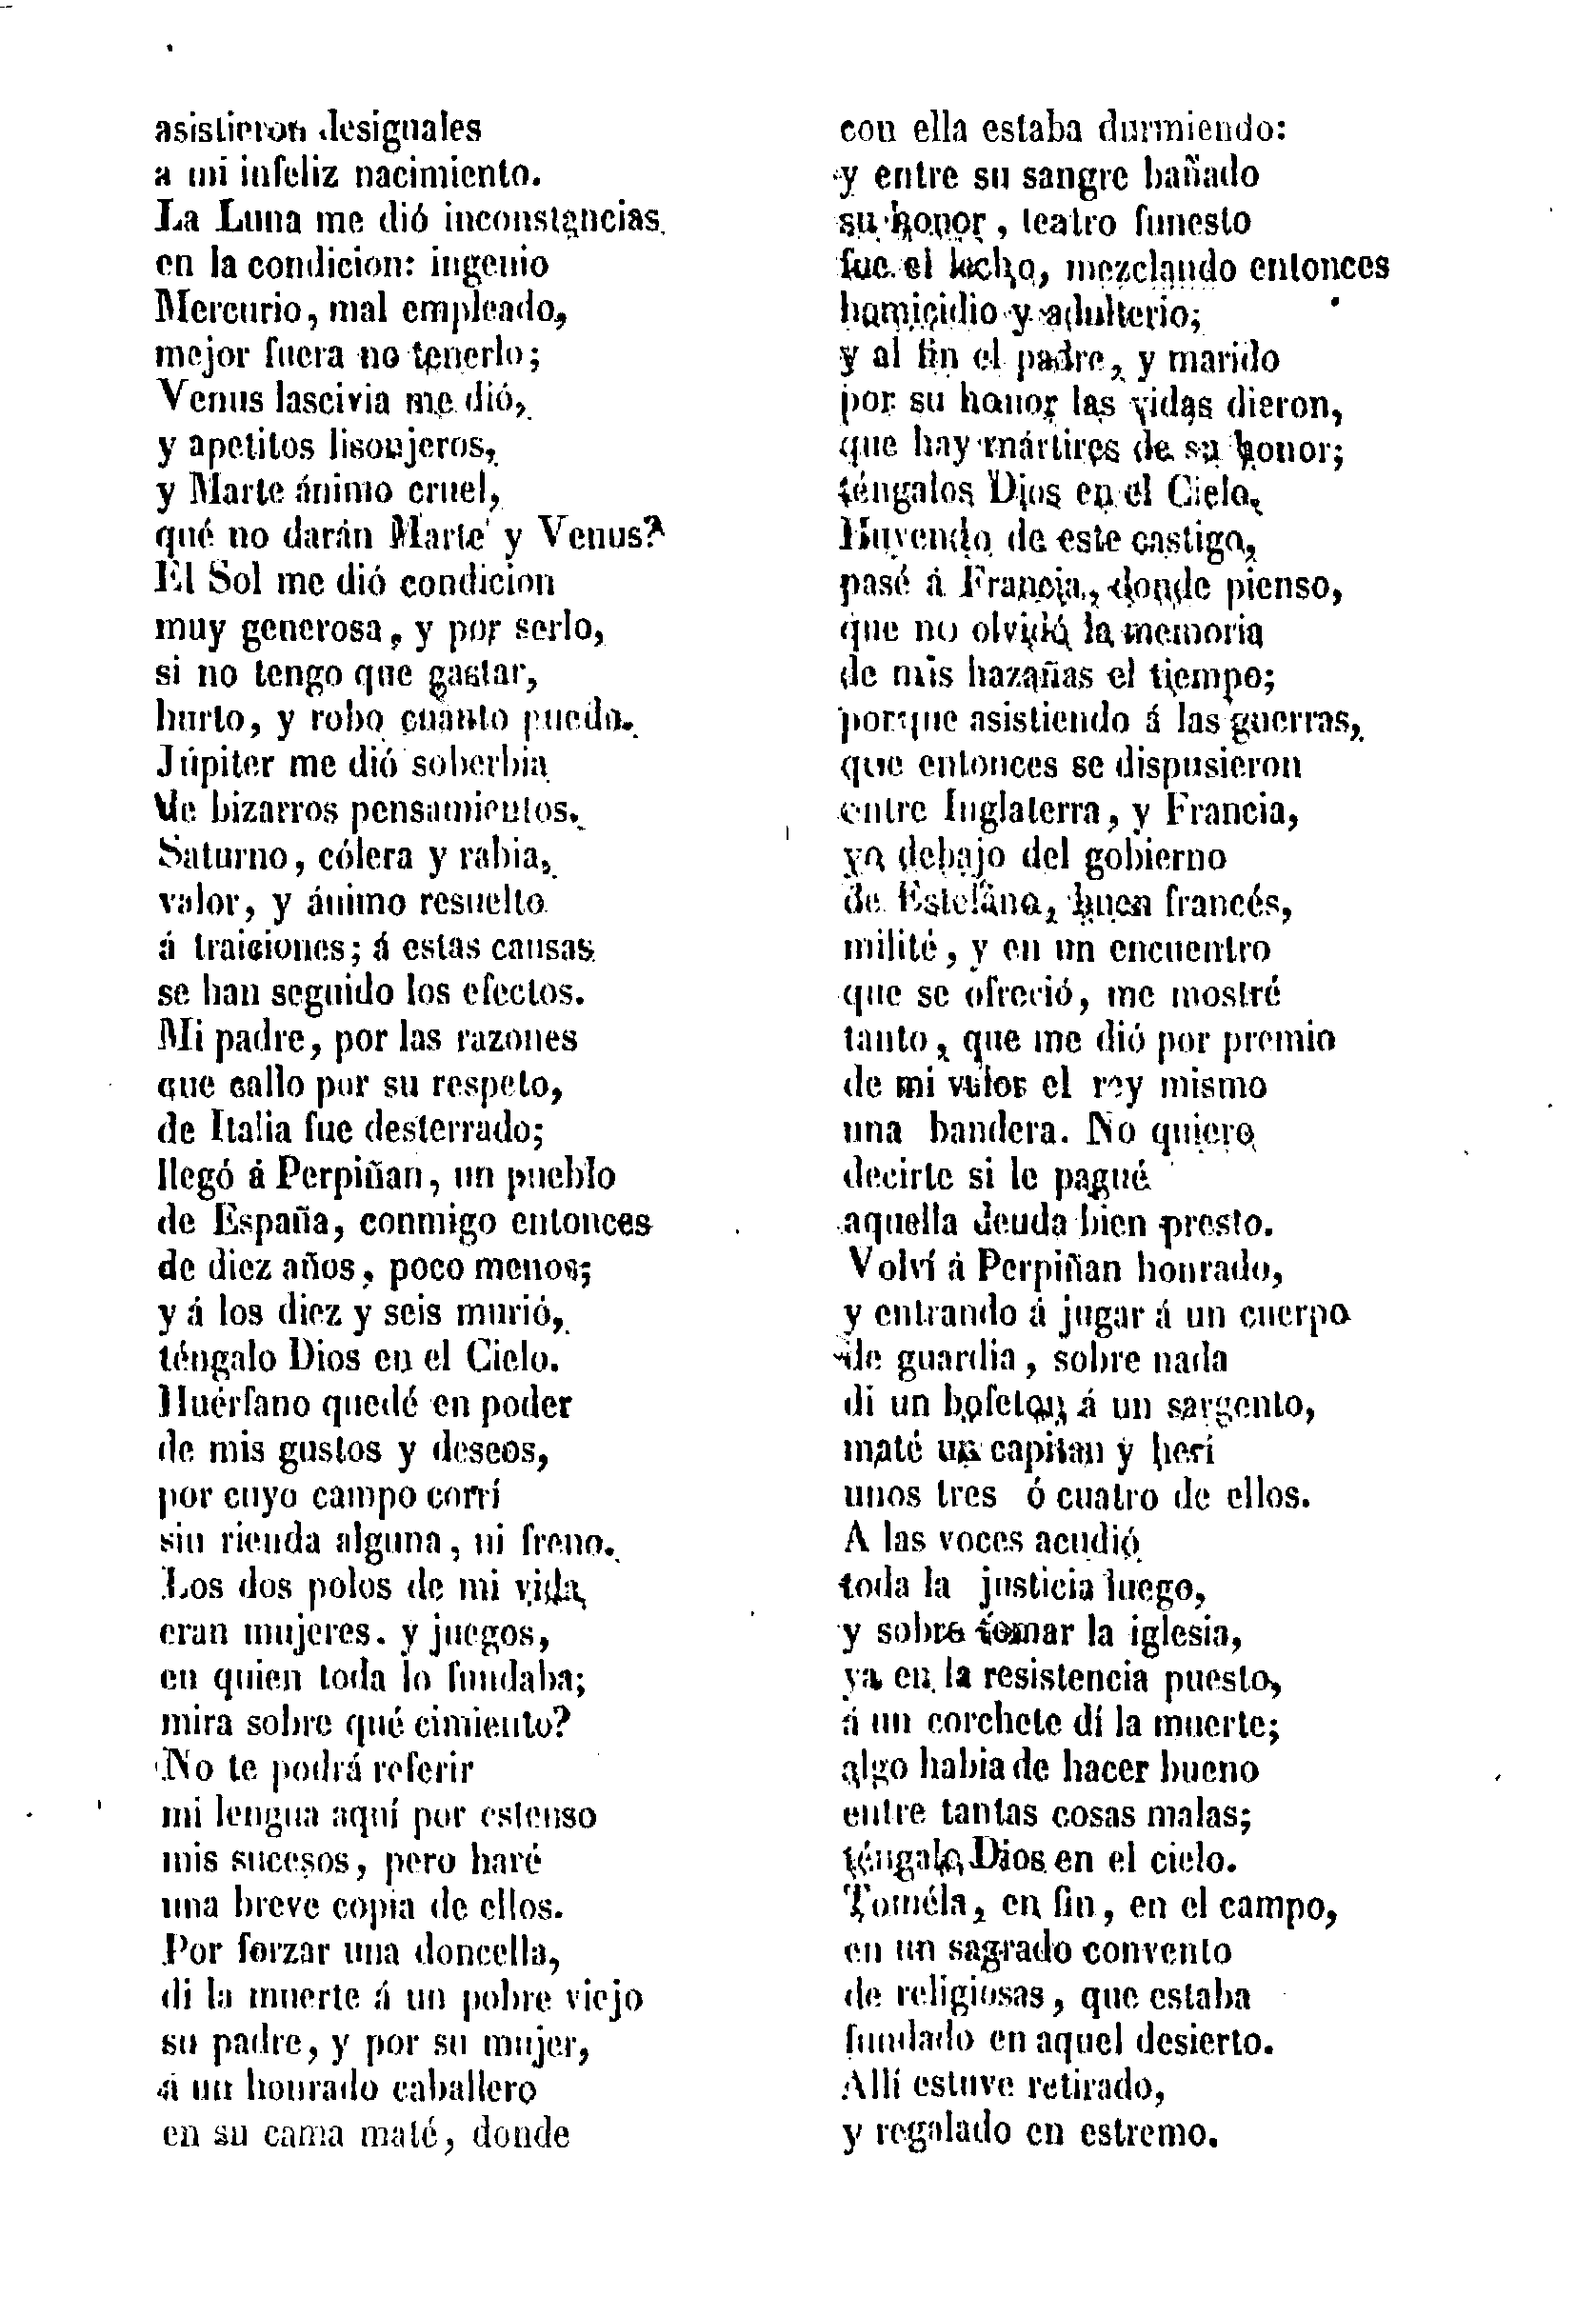 asistieron desiguales
a mi infeliz nacimiento.
La Luna me dió inconstancias
en la condicion: ingenio
Mercurio, mal empleado,
mejor fuera no tenerlo;
Venus lascivia me dió,
y apetitos lisonjeros,
y Marte ánimo cruel,
qué no darán Marte y Venus?
El Sol me dió condicion
muy generosa, y por serlo,
si no tengo que gastar,
hurto, y robo cuanto puedo.
Júpiter me dió soberbia
de bizarros pensamientos.
Saturno, cólera y rabia,
valor, y ánimo resuelto
á traiciones; á estas causas
se han seguido los efectos.
Mi padre, por las razones
que callo por su respeto,
de Italia fue desterrado;
llegó á Perpiñan, un pueblo
de España, conmigo entonces
de diez años, poco menos;
y á los diez y seis murió,
téngalo Dios en el Cielo.
Huérfano quedé en poder
de mis gustos y deseos,
por cuyo campo corrí
sin rienda alguna, ni freno.
Los dos polos de mi vida
eran mujeres. y juegos,
en quien toda lo fundaba;
mira sobre qué cimiento?
No te podrá referir
mi lengua aquí por estenso
mis sucesos, pero haré
una breve copia de ellos.
Por forzar una doncella,
di la muerte á un pobre viejo
su padre, y por su mujer,
á un honrado caballero
en su cama maté, donde
con ella estaba durmiendo:
y entre su sangre bañado
su honor, teatro funesto
fue el lecho, mezclando entonces
homicidio y adulterio;
y al fin el padre, y marido
por su honor las vidas dieron,
que hay mártires de su honor;
téngalos Dios en el Cielo.
Huyendo de este castigo,
pasé á Francia, donde pienso,
que no olvidó la memoria
de mis hazañas el tiempo;
porque asistiendo á las guerras,
que entonces se dispusieron
entre Inglaterra, y Francia,
yo debajo del gobierno
de Estefano, buen francés,
milité, y en un encuentro
que se ofreció, me mostré
tanto, que me dió por premio
de mi valor el rey mismo
una bandera. No quiero
decirte si le pagué
aquella deuda bien presto.
Volví á Perpiñan honrado,
y entrando á jugar á un cuerpo
de guardia, sobre nada
di un bofeton á un sargento,
maté un capitan y herí
unos tres ó cuatro de ellos.
A las voces acudió
toda la justicia luego,
y sobre tomar la iglesia,
ya en la resistencia puesto,
á un corchete dí la muerte;
algo habia de hacer bueno
entre tantas cosas malas;
téngalo Dios en el cielo.
Toméla, en fin, en el campo,
en un sagrado convento
de religiosas, que estaba
fundado en aquel desierto.
Allí estuve retirado,
y regalado en estremo.